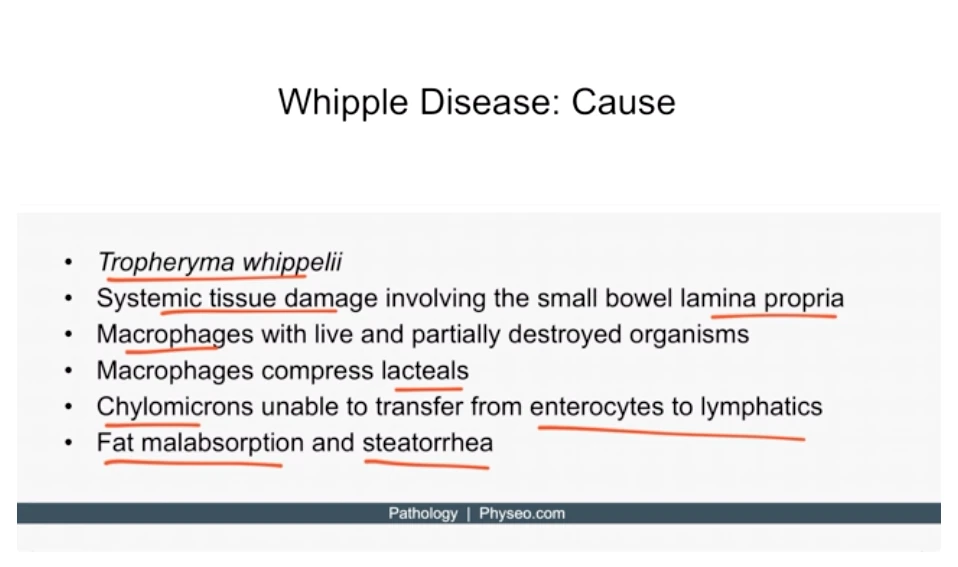 Whipple Disease: Cause
• Tropheryma whippelii
• Systemic tissue damage involving the small bowel lamina propria
• Macrophages with live and partially destroyed organisms
• Macrophages compress lacteals
• Chylomicrons unable to transfer from enterocytes to lymphatics
• Fat malabsorption and steatorrhea
Pathology | Physeo.com